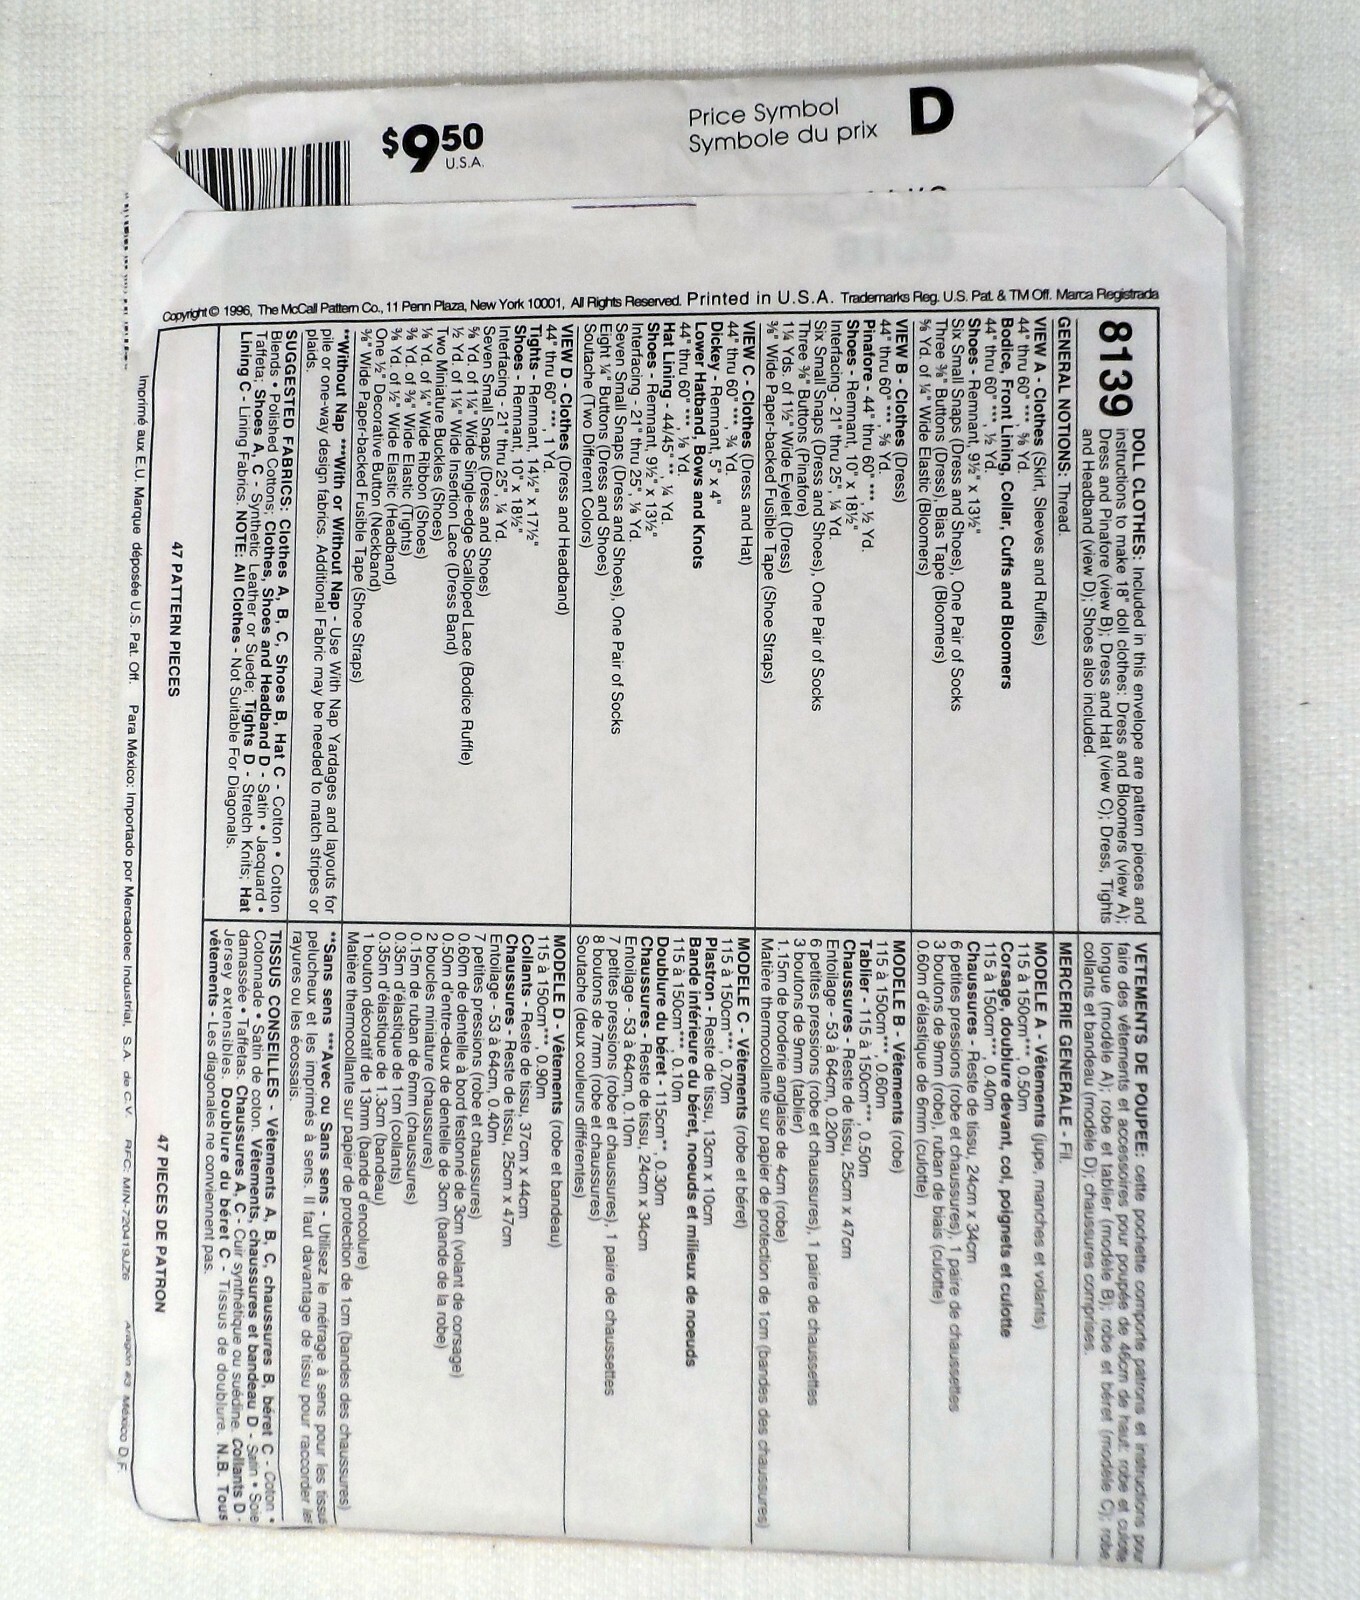 $9.50
U.S.A.
Price Symbol
Symbole du prix
D
Copyright © 1996, The McCall Pattern Co., 11 Penn Plaza, New York 10001, All Rights Reserved. Printed in U.S.A. Trademarks Reg. U.S. Pat. & TM Off. Marca Registrada
8139
DOLL CLOTHES: Included in this envelope are pattern pieces and
instructions to make 18" doll clothes: Dress and Bloomers (view A);
Dress and Pinafore (view B); Dress and Hat (view C); Dress, Tights
and Headband (view D); Shoes also included.
GENERAL NOTIONS: Thread.
VIEW A - Clothes (Skirt, Sleeves and Ruffles)
44" thru 60" ***, ⅝ Yd.
Bodice, Front Lining, Collar, Cuffs and Bloomers
44" thru 60" ***, ½ Yd.
Shoes - Remnant, 9½" x 13½"
Six Small Snaps (Dress and Shoes), One Pair of Socks
Three ⅜" Buttons (Dress), Bias Tape (Bloomers)
⅝ Yd. of ¼" Wide Elastic (Bloomers)
VIEW B - Clothes (Dress)
44" thru 60" ***, ⅝ Yd.
Pinafore - 44" thru 60" ***, ½ Yd.
Shoes - Remnant, 10" x 18½"
Interfacing - 21" thru 25", ¼ Yd.
Six Small Snaps (Dress and Shoes), One Pair of Socks
Three ⅜" Buttons (Pinafore)
1¼ Yds. of 1½" Wide Eyelet (Dress)
⅜" Wide Paper-backed Fusible Tape (Shoe Straps)
VIEW C - Clothes (Dress and Hat)
44" thru 60" ***, ¾ Yd.
Dickey - Remnant, 5" x 4"
Lower Hatband, Bows and Knots
44" thru 60" ***, ⅛ Yd.
Hat Lining - 44/45" **, ¼ Yd.
Shoes - Remnant, 9½" x 13½"
Interfacing - 21" thru 25", ⅛ Yd.
Seven Small Snaps (Dress and Shoes), One Pair of Socks
Eight ¼" Buttons (Dress and Shoes)
Soutache (Two Different Colors)
VIEW D - Clothes (Dress and Headband)
44" thru 60" ***, 1 Yd.
Tights - Remnant, 14½" x 17½"
Shoes - Remnant, 10" x 18½"
Interfacing - 21" thru 25", ¼ Yd.
Seven Small Snaps (Dress and Shoes)
⅝ Yd. of 1¼" Wide Single-edge Scalloped Lace (Bodice Ruffle)
½ Yd. of 1¼" Wide Insertion Lace (Dress Band)
Two Miniature Buckles (Shoes)
⅛ Yd. of ¼" Wide Ribbon (Shoes)
⅜ Yd. of ⅜" Wide Elastic (Tights)
⅜ Yd. of ½" Wide Elastic (Headband)
One ½" Decorative Button (Neckband)
⅜" Wide Paper-backed Fusible Tape (Shoe Straps)
**Without Nap ***With or Without Nap - Use With Nap Yardages and layouts for
pile or one-way design fabrics. Additional Fabric may be needed to match stripes or
plaids.
SUGGESTED FABRICS: Clothes A, B, C, Shoes B, Hat C - Cotton • Cotton
Blends • Polished Cottons; Clothes, Shoes and Headband D - Satin • Jacquard •
Taffeta; Shoes A, C - Synthetic Leather or Suede; Tights D - Stretch Knits; Hat
Lining C - Lining Fabrics. NOTE: All Clothes - Not Suitable For Diagonals.
47 PATTERN PIECES
VETEMENTS DE POUPEE: cette pochette comporte patrons et instructions pour
faire des vêtements et accessoires pour poupée de 46cm de haut: robe et culotte
longue (modèle A); robe et tablier (modèle B); robe et béret (modèle C); robe
collants et bandeau (modèle D); chaussures comprises.
MERCERIE GENERALE - Fil.
MODELE A - Vêtements (jupe, manches et volants)
115 à 150cm***, 0.50m
Corsage, doublure devant, col, poignets et culotte
115 à 150cm***, 0.40m
Chaussures - Reste de tissu, 24cm x 34cm
6 petites pressions (robe et chaussures), 1 paire de chaussettes
3 boutons de 9mm (robe), ruban de biais (culotte)
0.60m d'élastique de 6mm (culotte)
MODELE B - Vêtements (robe)
115 à 150cm***, 0.60m
Tablier - 115 à 150cm***, 0.50m
Chaussures - Reste de tissu, 25cm x 47cm
Entoilage - 53 à 64cm, 0.20m
6 petites pressions (robe et chaussures), 1 paire de chaussettes
3 boutons de 9mm (tablier)
1.15m de broderie anglaise de 4cm (robe)
Matière thermocollante sur papier de protection de 1cm (bandes des chaussures)
MODELE C - Vêtements (robe et béret)
115 à 150cm***, 0.70m
Plastron - Reste de tissu, 13cm x 10cm
Bande inférieure du béret, noeuds et milieux de noeuds
115 à 150cm***, 0.10m
Doublure du béret - 115cm**, 0.30m
Chaussures - Reste de tissu, 24cm x 34cm
Entoilage - 53 à 64cm, 0.10m
7 petites pressions (robe et chaussures), 1 paire de chaussettes
8 boutons de 7mm (robe et chaussures)
Soutache (deux couleurs différentes)
MODELE D - Vêtements (robe et bandeau)
115 à 150cm***, 0.90m
Collants - Reste de tissu, 37cm x 44cm
Chaussures - Reste de tissu, 25cm x 47cm
Entoilage - 53 à 64cm, 0.40m
7 petites pressions (robe et chaussures)
0.60m de dentelle à bord festonné de 3cm (volant de corsage)
0.50m d'entre-deux de dentelle de 3cm (bande de la robe)
2 boucles miniature (chaussures)
0.15m de ruban de 6mm (chaussures)
0.35m d'élastique de 1cm (collants)
0.35m d'élastique de 1.3cm (bandeau)
1 bouton décoratif de 13mm (bande d'encolure)
Matière thermocollante sur papier de protection de 1cm (bandes des chaussures)
**Sans sens ***Avec ou Sans sens - Utilisez le métrage à sens pour les tissus
pelucheux et les imprimés à sens. Il faut davantage de tissu pour raccorder les
rayures ou les écossais.
TISSUS CONSEILLES - Vêtements A, B, C, chaussures B, béret C - Coton •
Cotonnade • Satin de coton. Vêtements, chaussures et bandeau D - Satin • Soie
damassée • Taffetas. Chaussures A, C - Cuir synthétique ou suédine. Collants D -
Jersey extensibles. Doublure du béret C - Tissus de doublure. N.B. Tous
vêtements - Les diagonales ne conviennent pas.
47 PIECES DE PATRON
Imprimé aux E.U. Marque déposée U.S. Pat. Off. Para México: Importado por Mercadotec Industrial, S.A. de C.V. RFC: MIN-720419UZ6 Aragón #3 México D.F.